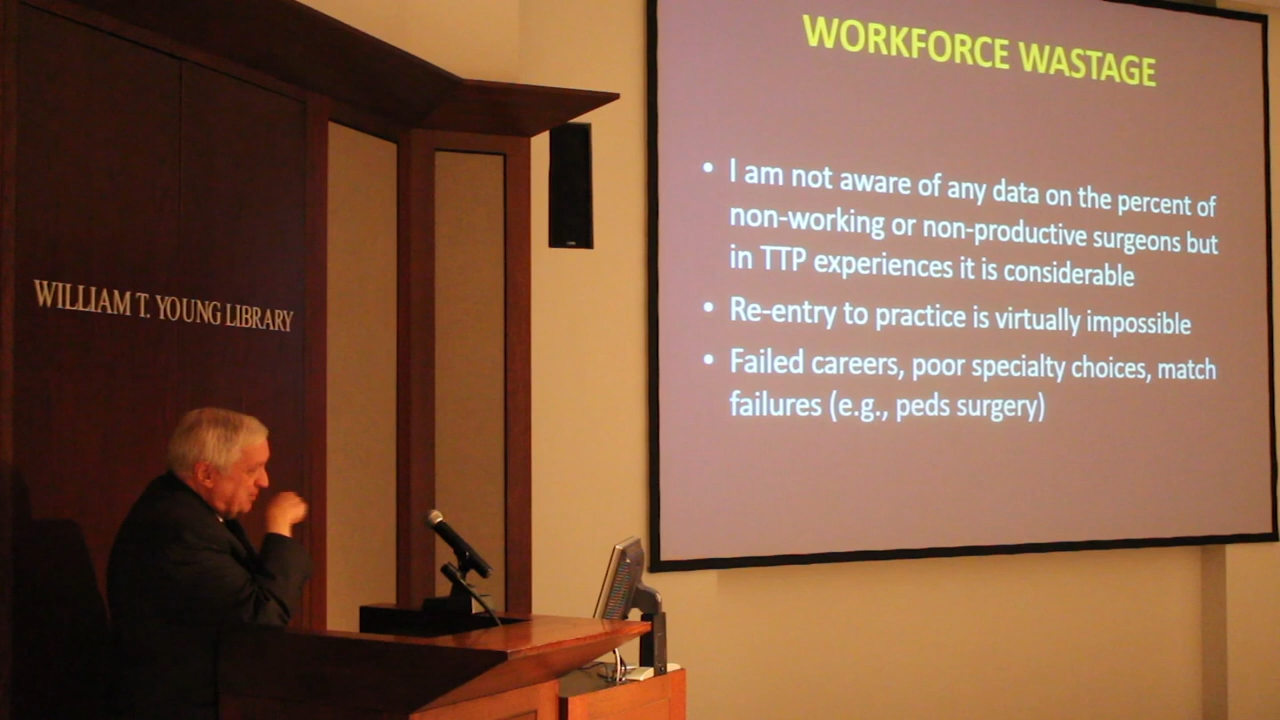 WORKFORCE WASTAGE
• I am not aware of any data on the percent of
non-working or non-productive surgeons but
in TTP experiences it is considerable
• Re-entry to practice is virtually impossible
• Failed careers, poor specialty choices, match
failures (e.g., peds surgery)
WILLIAM T. YOUNG LIBRARY